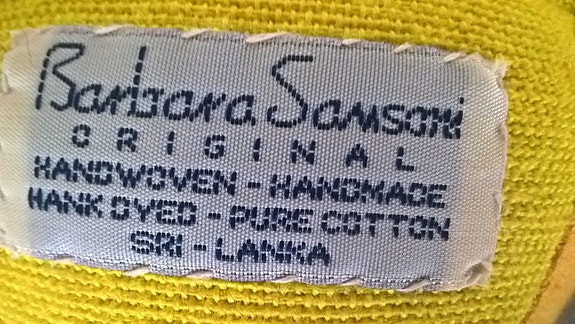 Barbara Sansoni
ORIGINAL
HANDWOVEN - HANDMADE
HANK DYED - PURE COTTON
SRI - LANKA